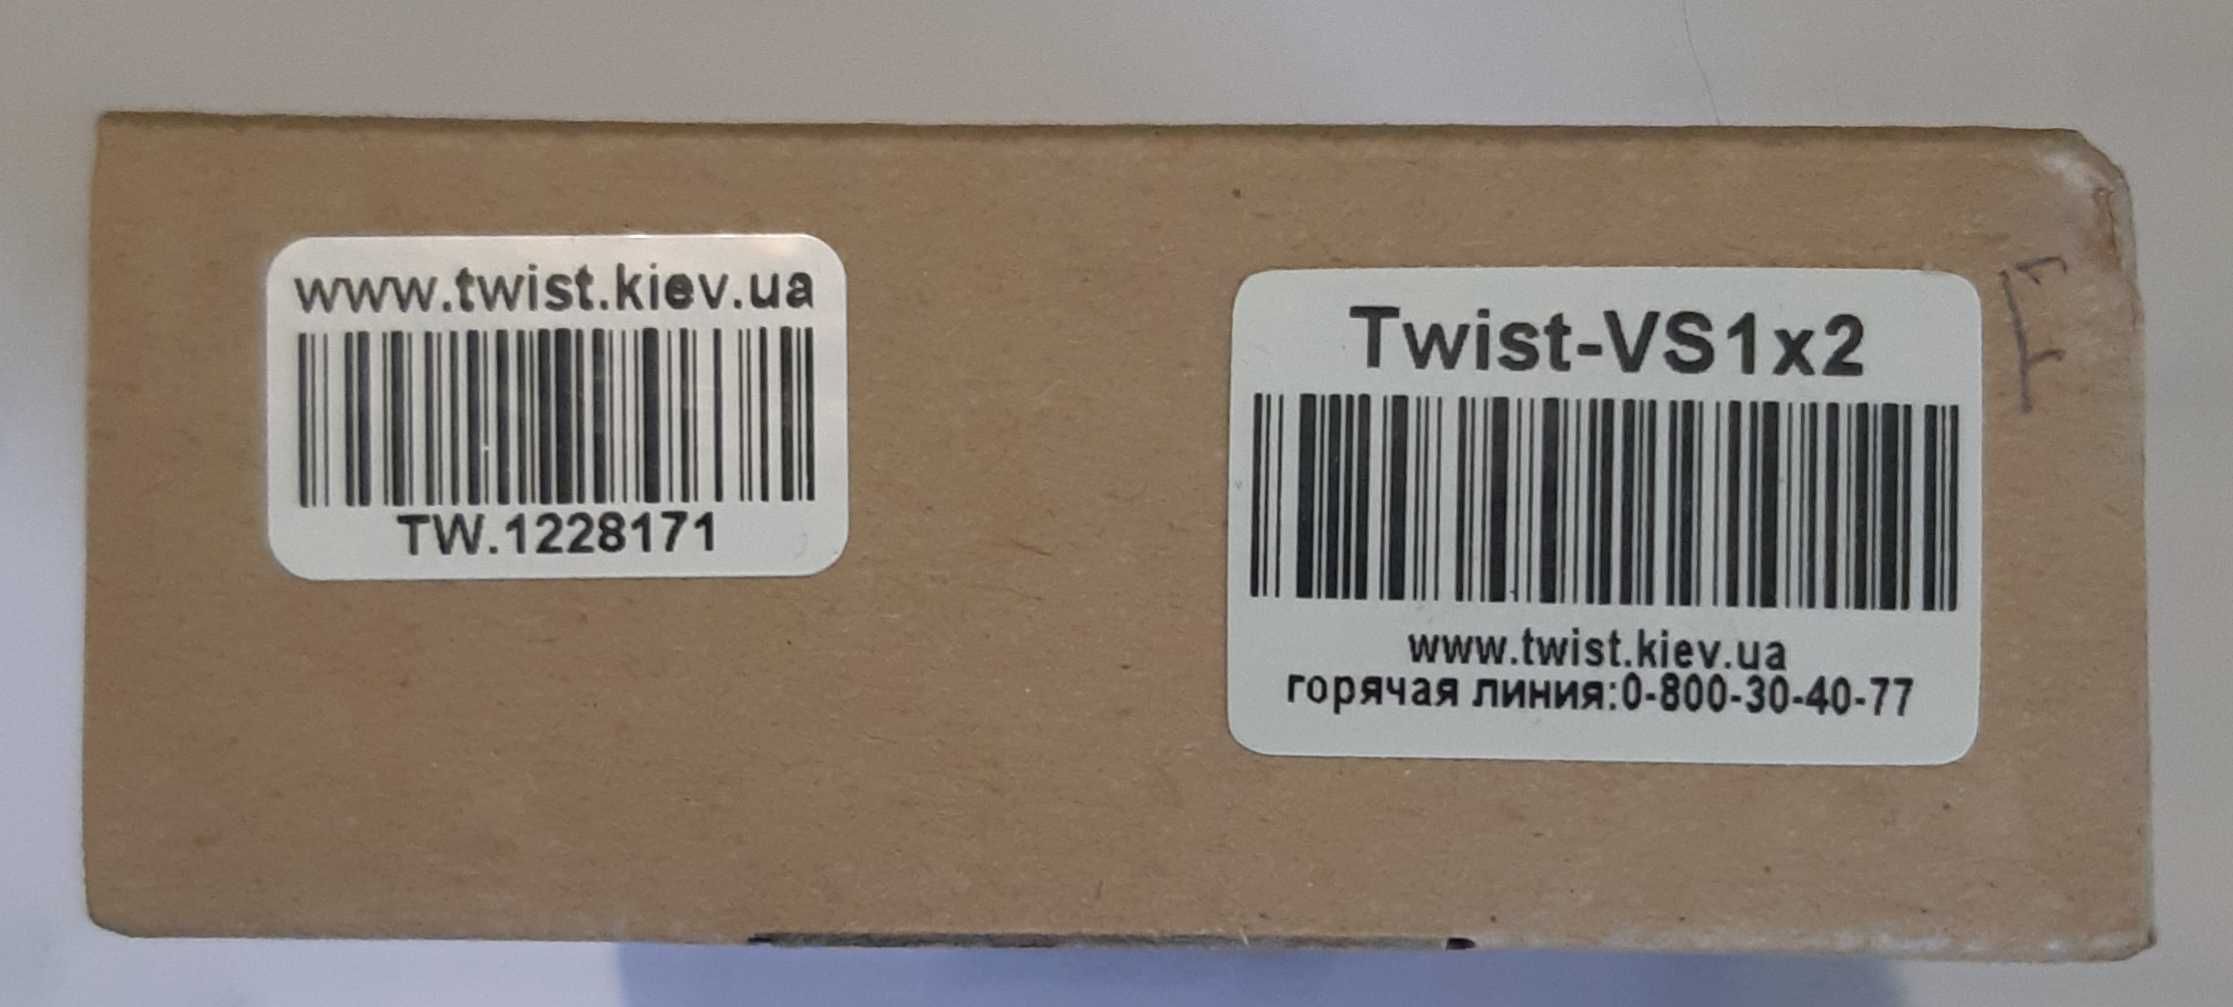 www.twist.kiev.ua
TW.1228171
Twist-VS1x2
www.twist.kiev.ua
горячая линия:0-800-30-40-77